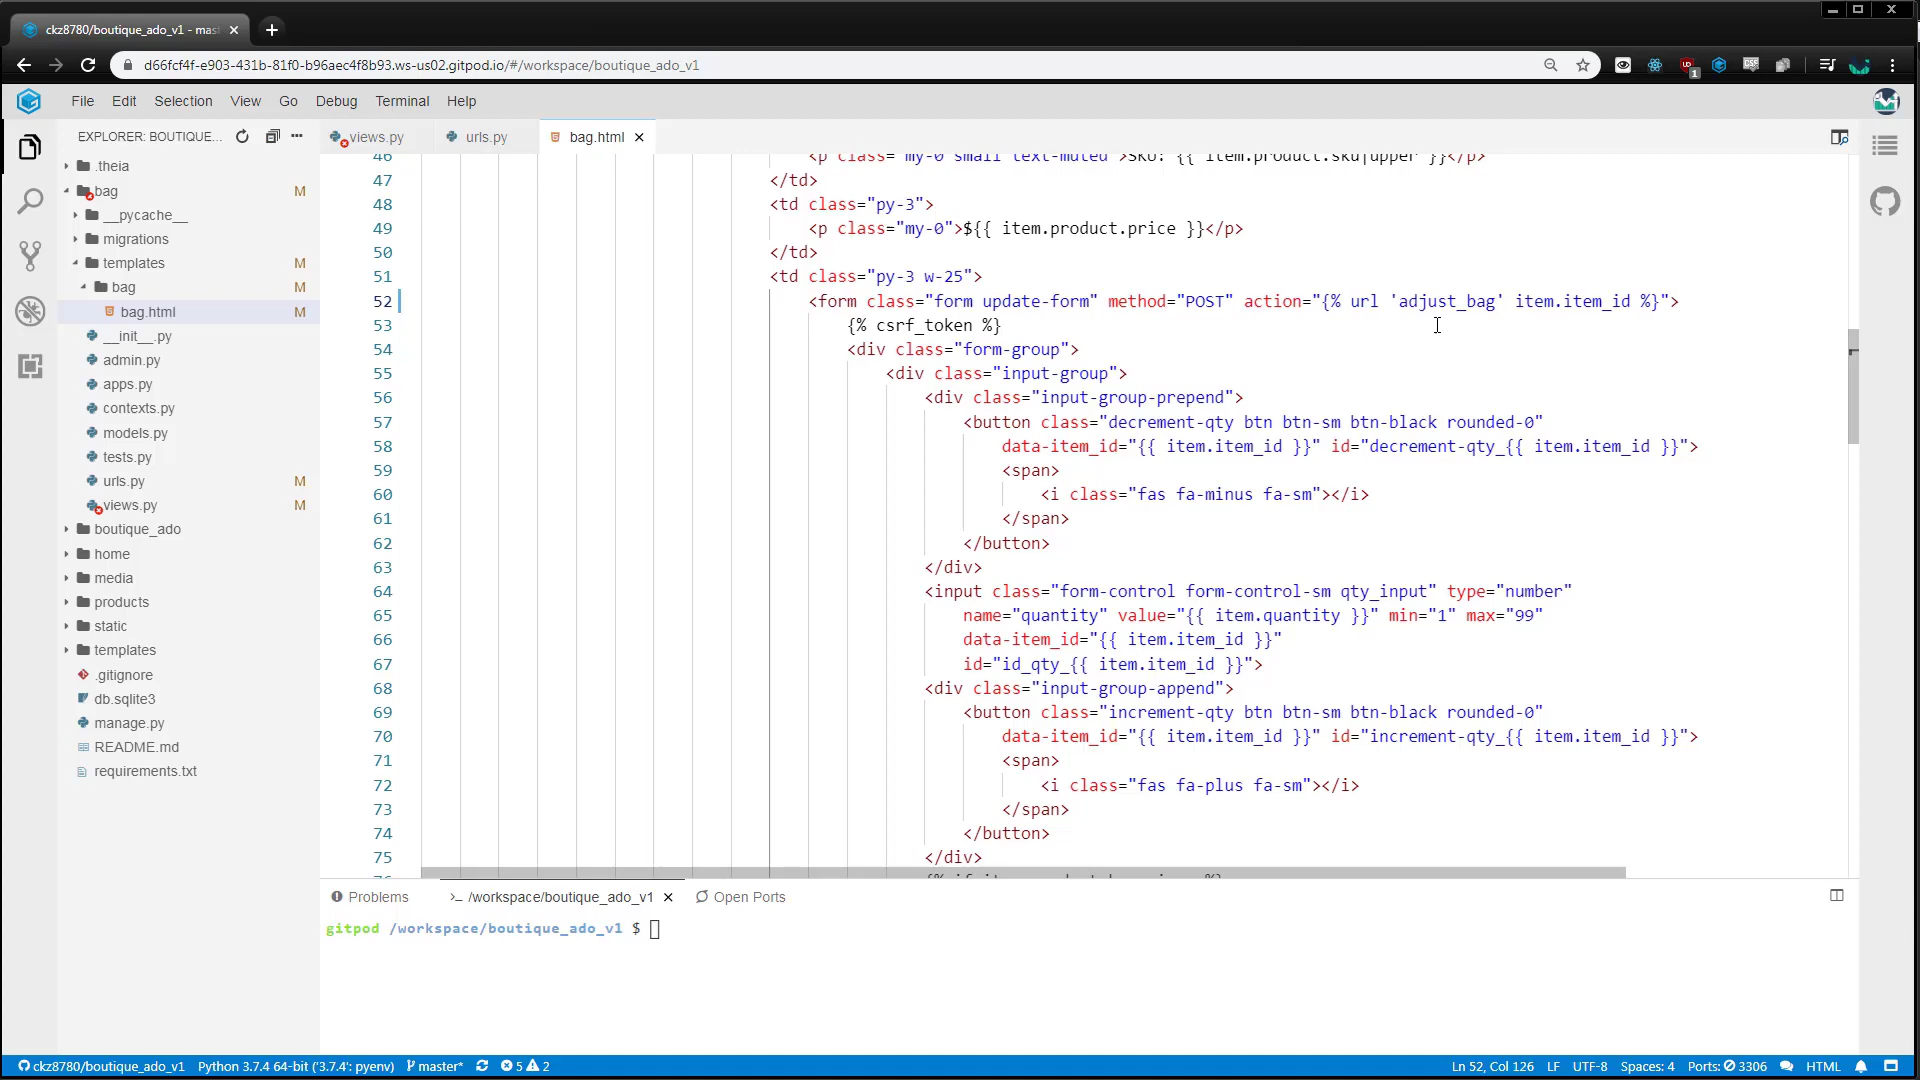 ckz8780/boutique_ado_v1 - mas
d66fcf4f-e903-431b-81f0-b96aec4f8b93.ws-us02.gitpod.io/#/workspace/boutique_ado_v1
File Edit Selection View Go Debug Terminal Help
EXPLORER: BOUTIQUE...
views.py
urls.py
bag.html
.theia
bag M
__pycache__
migrations
templates M
bag M
bag.html M
__init__.py
admin.py
apps.py
contexts.py
models.py
tests.py
urls.py M
views.py M
boutique_ado
home
media
products
static
templates
.gitignore
db.sqlite3
manage.py
README.md
requirements.txt
46 <p class="my-0 small text-muted">SKU: {{ item.product.sku|upper }}</p>
47 </td>
48 <td class="py-3">
49 <p class="my-0">${{ item.product.price }}</p>
50 </td>
51 <td class="py-3 w-25">
52 <form class="form update-form" method="POST" action="{% url 'adjust_bag' item.item_id %}">
53 {% csrf_token %}
54 <div class="form-group">
55 <div class="input-group">
56 <div class="input-group-prepend">
57 <button class="decrement-qty btn btn-sm btn-black rounded-0"
58 data-item_id="{{ item.item_id }}" id="decrement-qty_{{ item.item_id }}">
59 <span>
60 <i class="fas fa-minus fa-sm"></i>
61 </span>
62 </button>
63 </div>
64 <input class="form-control form-control-sm qty_input" type="number"
65 name="quantity" value="{{ item.quantity }}" min="1" max="99"
66 data-item_id="{{ item.item_id }}"
67 id="id_qty_{{ item.item_id }}">
68 <div class="input-group-append">
69 <button class="increment-qty btn btn-sm btn-black rounded-0"
70 data-item_id="{{ item.item_id }}" id="increment-qty_{{ item.item_id }}">
71 <span>
72 <i class="fas fa-plus fa-sm"></i>
73 </span>
74 </button>
75 </div>
Problems
>_ /workspace/boutique_ado_v1
Open Ports
gitpod /workspace/boutique_ado_v1 $
ckz8780/boutique_ado_v1 Python 3.7.4 64-bit ('3.7.4': pyenv) master* 5 2 Ln 52, Col 126 LF UTF-8 Spaces: 4 Ports: 3306 HTML